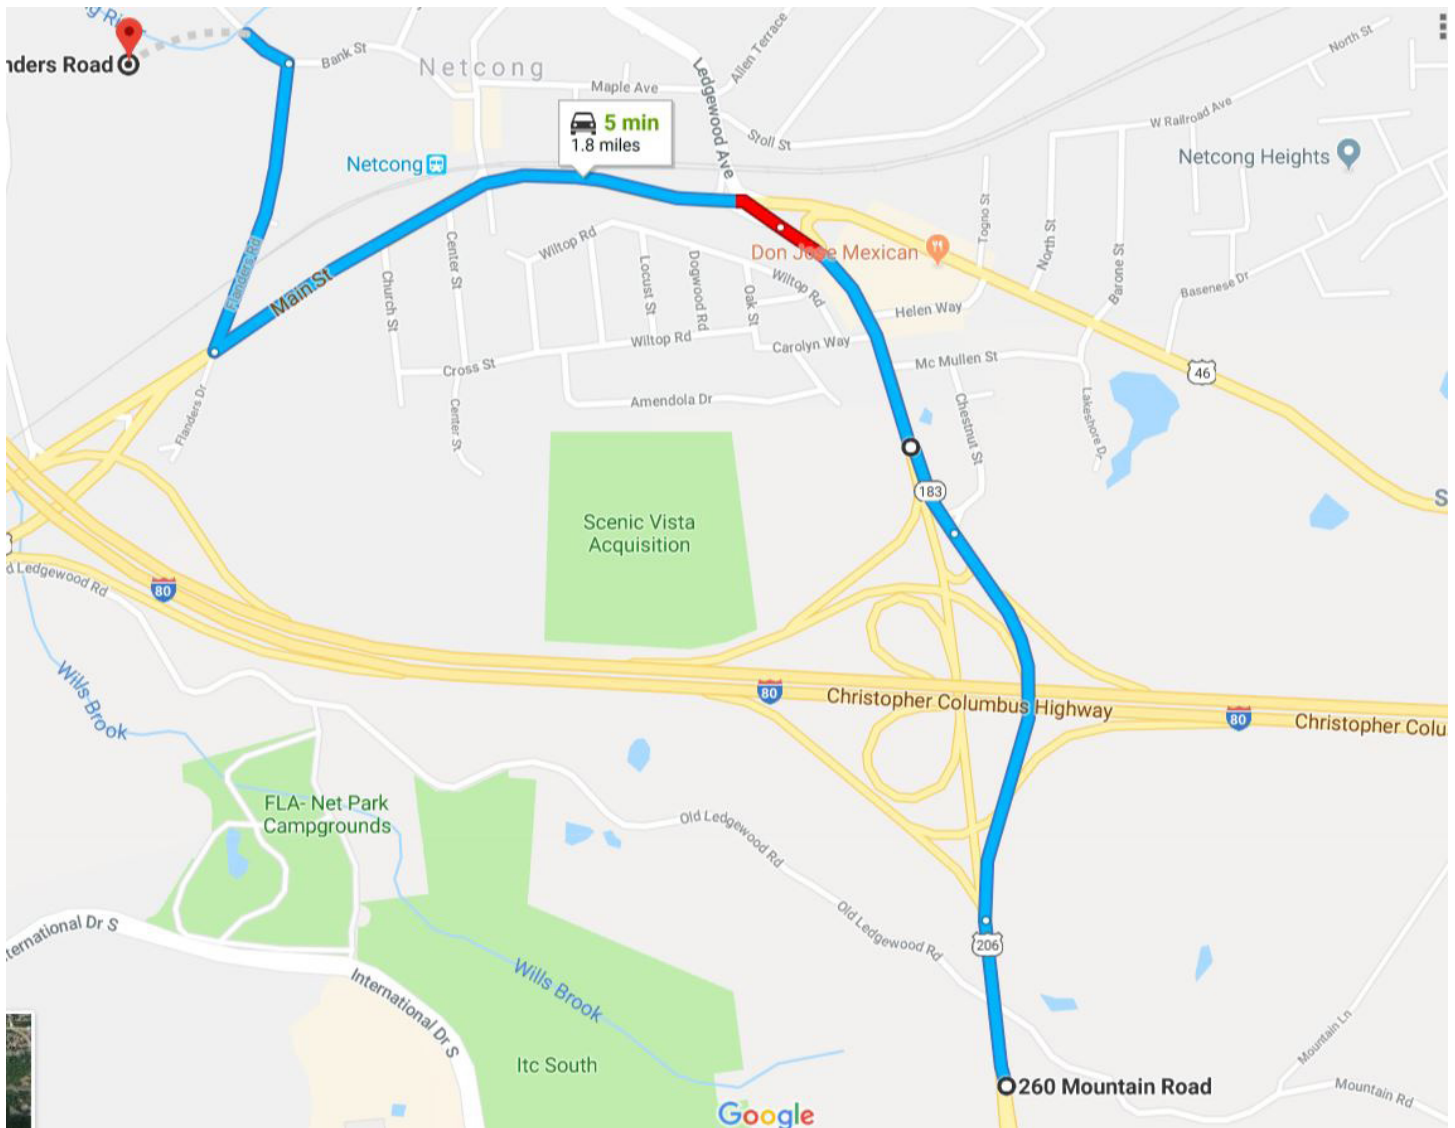 g-Ri
nders Road
Bank St
Netcong
Maple Ave
Ledgewood Ave
Allen Terrace
North St
5 min
1.8 miles
Stoll St
W Railroad Ave
Netcong
Netcong Heights
Togno St
North St
Barone St
Flanders Rd
Main St
Center St
Church St
Wiltop Rd
Locust St
Dogwood Rd
Oak St
Wiltop Rd
Don Jose Mexican
Basenese Dr
Helen Way
Wiltop Rd
Carolyn Way
Cross St
Mc Mullen St
46
Flanders Dr
Center St
Amendola Dr
Chestnut St
Lakeshore Dr
183
S
Scenic Vista
Acquisition
d Ledgewood Rd
80
Wills Brook
80
Christopher Columbus Highway
80
Christopher Colu
FLA- Net Park
Campgrounds
Old Ledgewood Rd
ternational Dr S
Old Ledgewood Rd
206
International Dr S
Wills Brook
Itc South
Mountain Ln
260 Mountain Road
Mountain Rd
Google